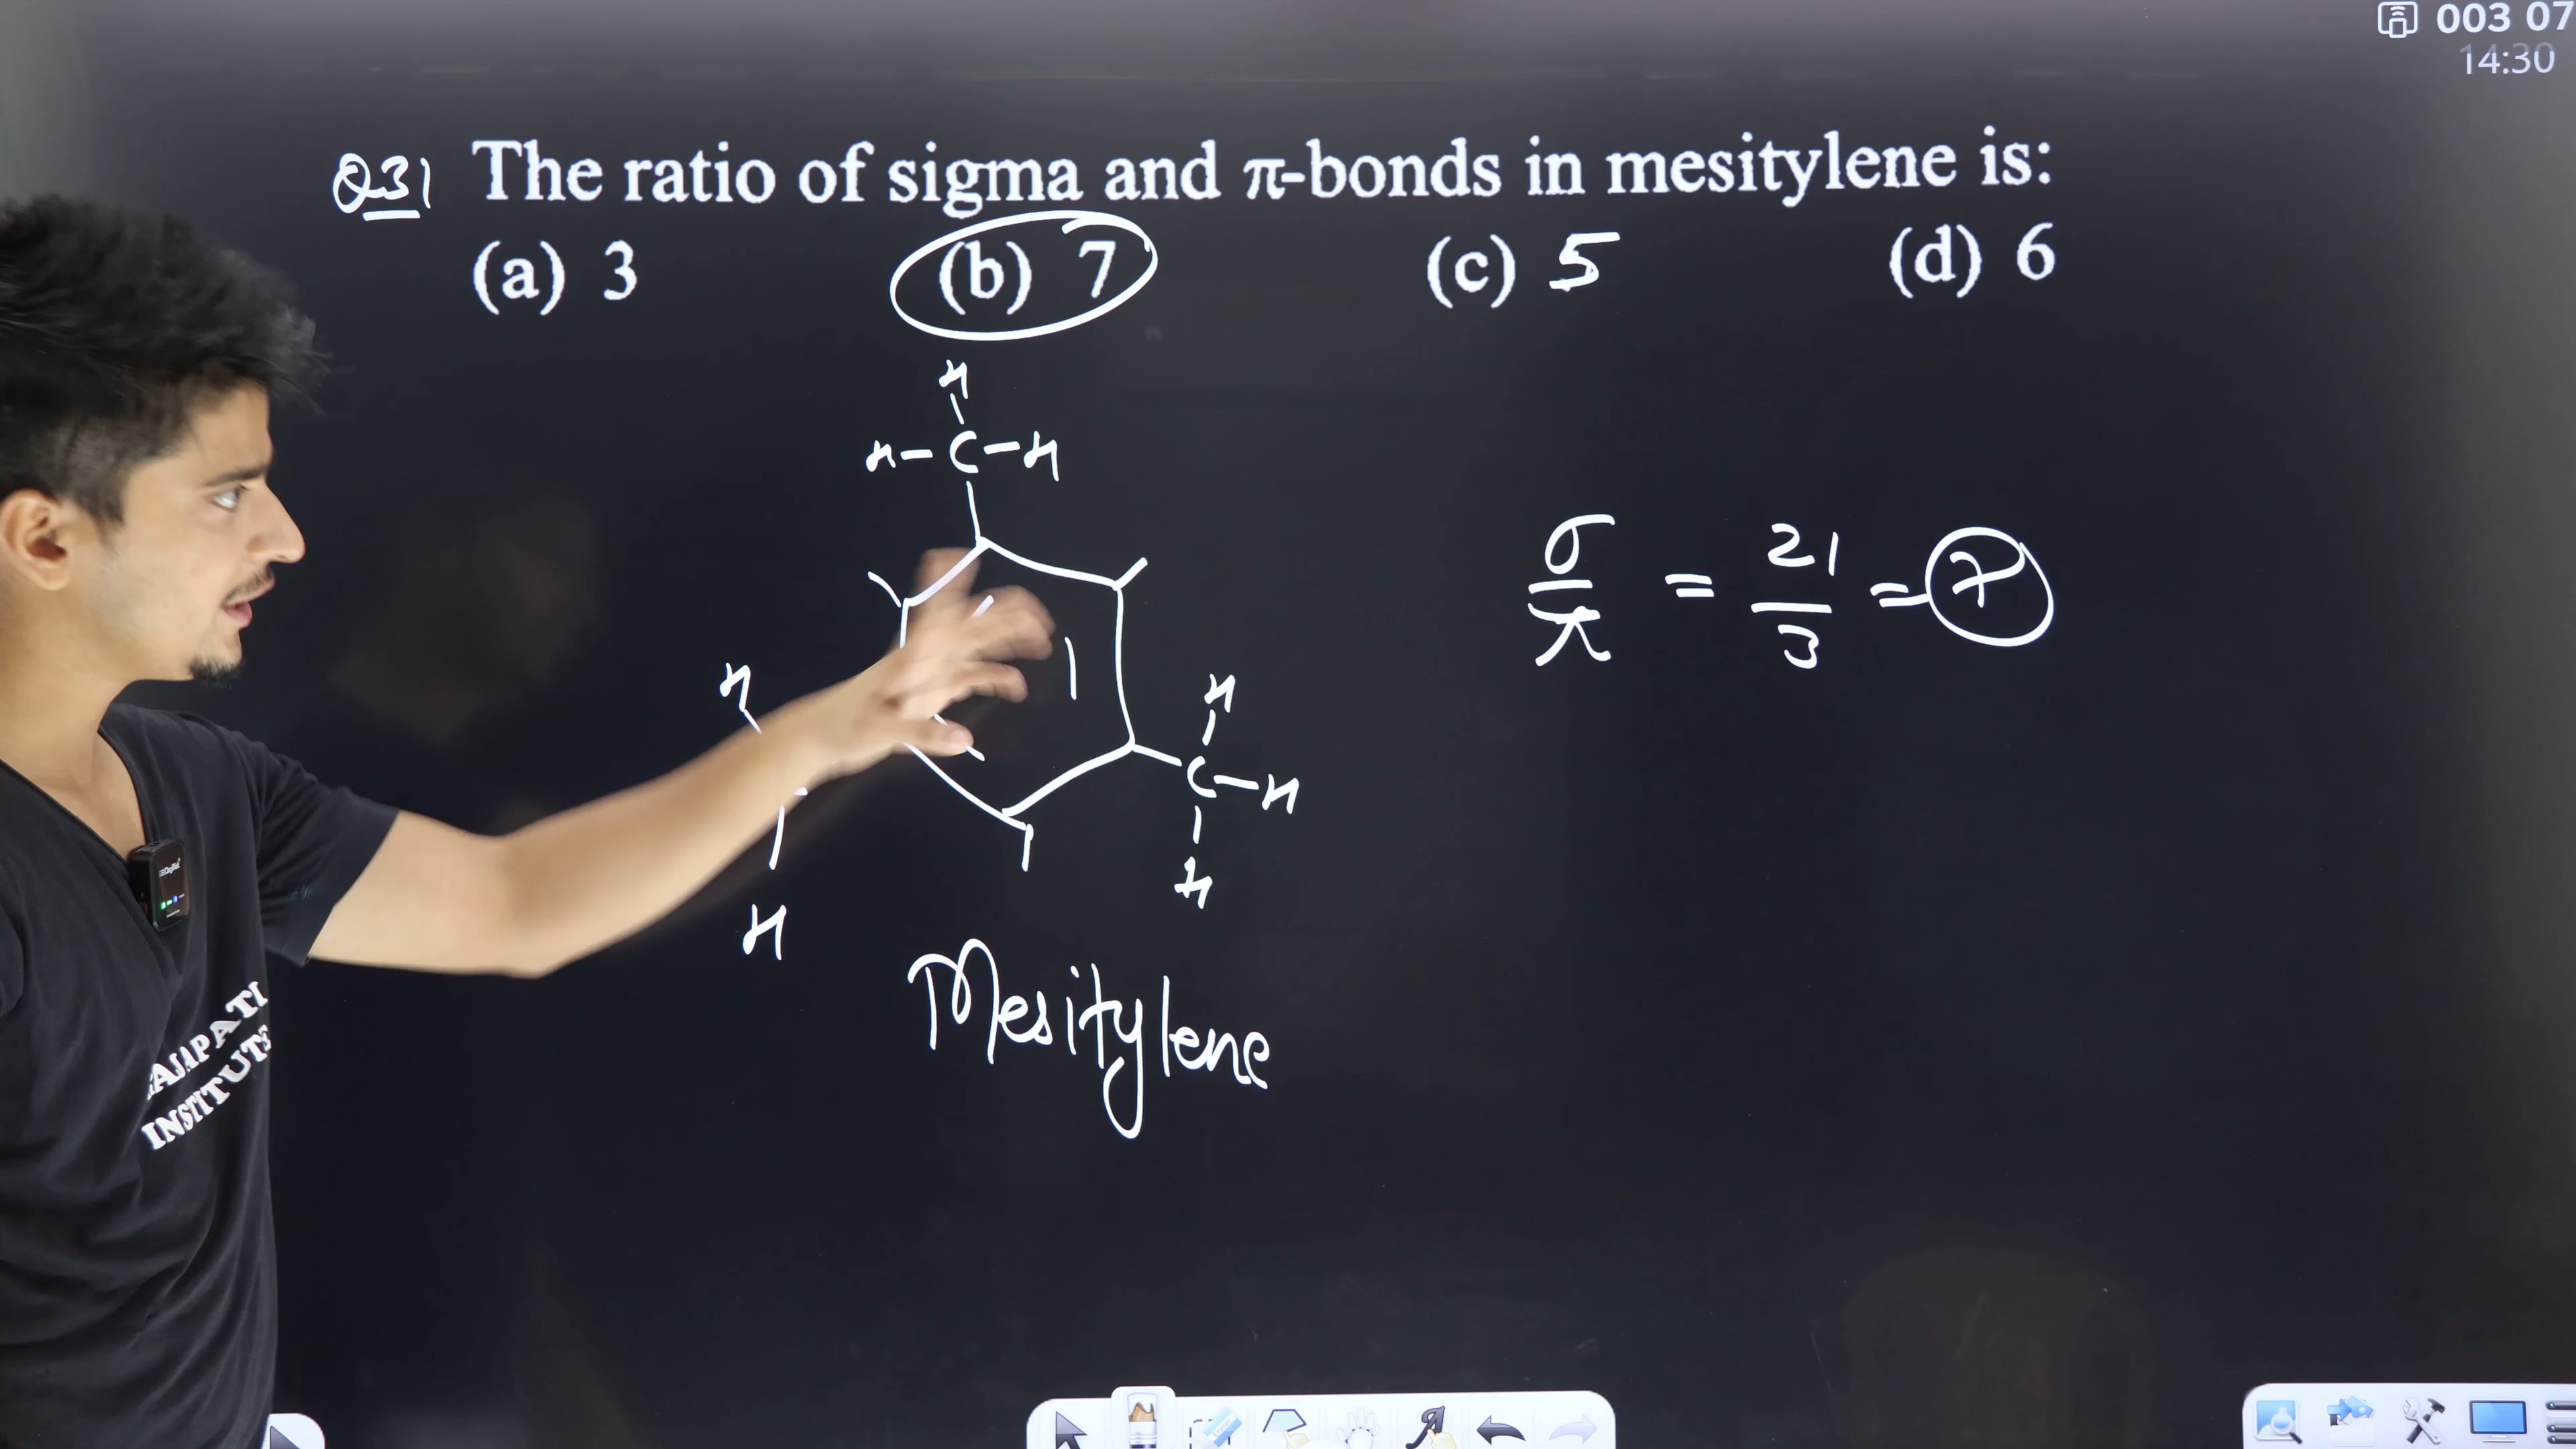 003 07
14:30
Q31 The ratio of sigma and π-bonds in mesitylene is:
(a) 3 (b) 7 (c) 5 (d) 6
H
H-C-H
σ/π = 21/3 = 7
H
H
C-H
H
H
Mesitylene
INSTITUTE